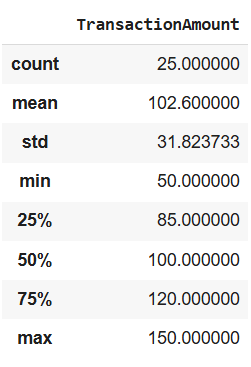 TransactionAmount
count 25.000000
mean 102.600000
std 31.823733
min 50.000000
25% 85.000000
50% 100.000000
75% 120.000000
max 150.000000